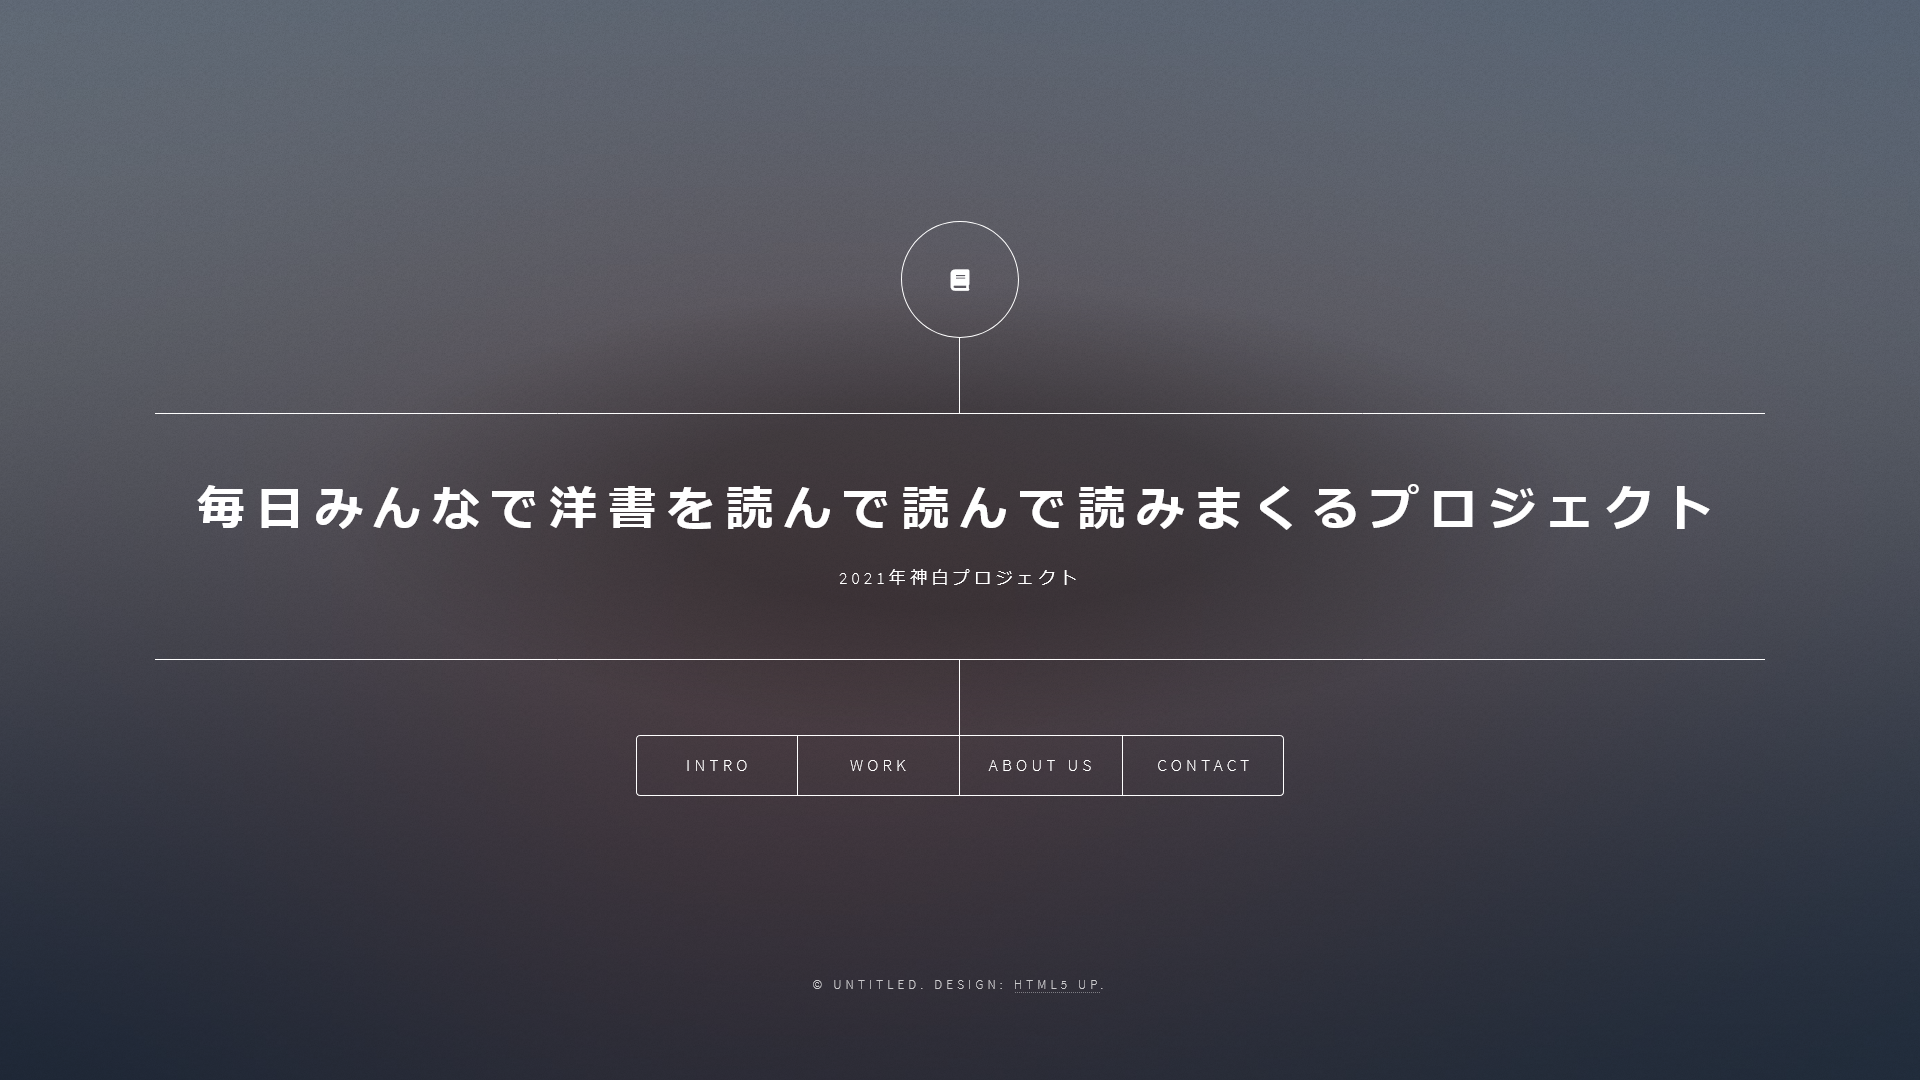 毎日みんなで洋書を読んで読んで読みまくるプロジェクト
2021年神白プロジェクト
INTRO
WORK
ABOUT US
CONTACT
© UNTITLED. DESIGN: HTML5 UP.